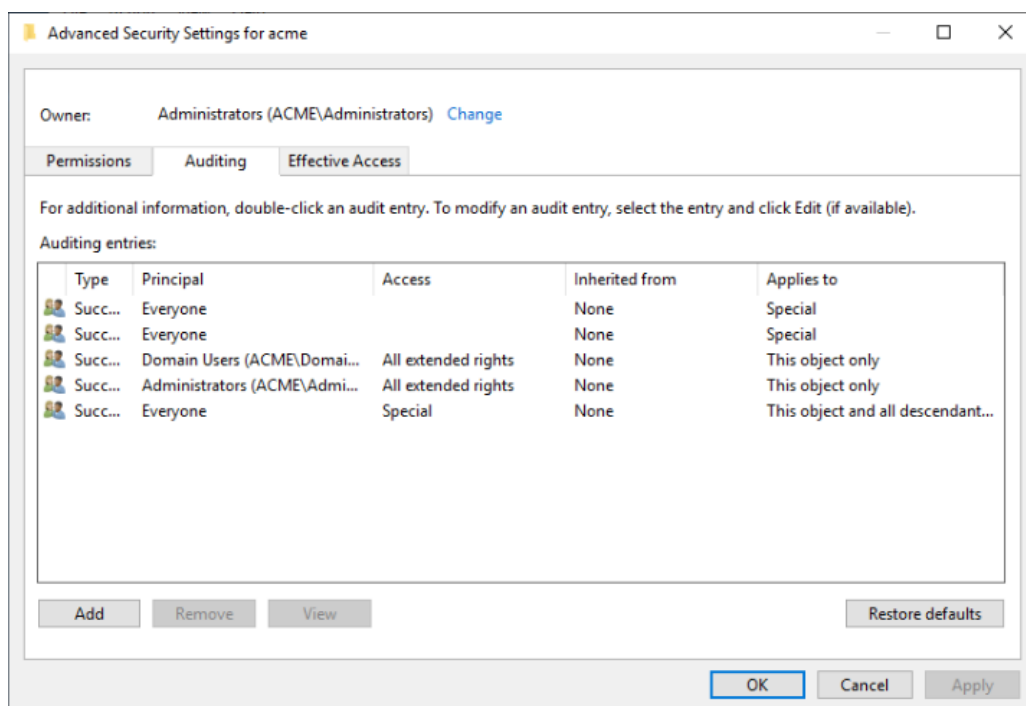 Advanced Security Settings for acme
Owner: Administrators (ACME\Administrators) Change
Permissions Auditing Effective Access
For additional information, double-click an audit entry. To modify an audit entry, select the entry and click Edit (if available).
Auditing entries:
Type Principal Access Inherited from Applies to
Succ... Everyone None Special
Succ... Everyone None Special
Succ... Domain Users (ACME\Domai... All extended rights None This object only
Succ... Administrators (ACME\Admi... All extended rights None This object only
Succ... Everyone Special None This object and all descendant...
Add Remove View Restore defaults
OK Cancel Apply